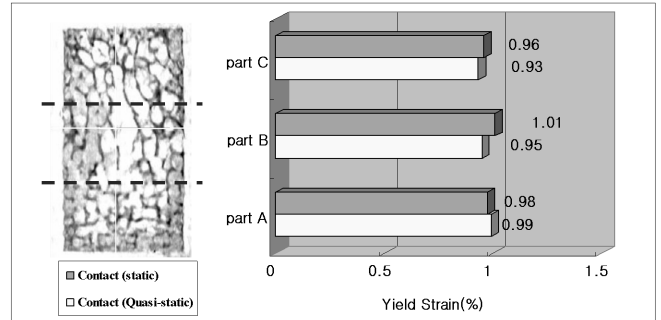 part C
0.96
0.93
part B
1.01
0.95
part A
0.98
0.99
0 0.5 1 1.5
Yield Strain(%)
Contact (static)
Contact (Quasi-static)